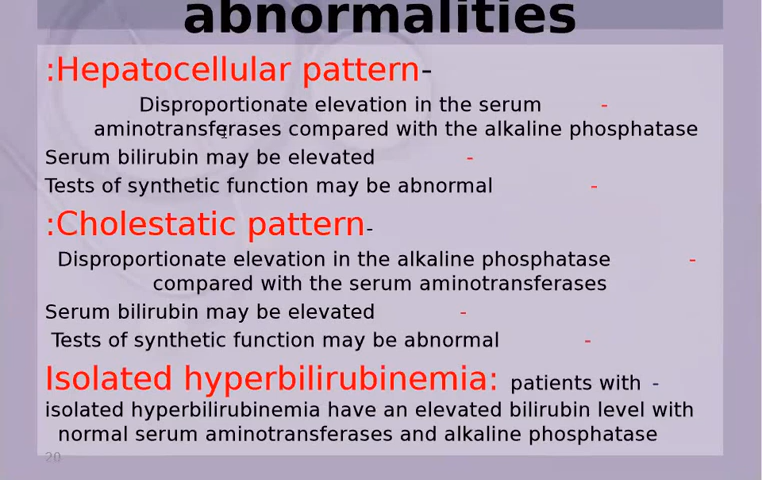 abnormalities
:Hepatocellular pattern-
Disproportionate elevation in the serum -
aminotransferases compared with the alkaline phosphatase
Serum bilirubin may be elevated -
Tests of synthetic function may be abnormal -
:Cholestatic pattern-
Disproportionate elevation in the alkaline phosphatase -
compared with the serum aminotransferases
Serum bilirubin may be elevated -
Tests of synthetic function may be abnormal -
Isolated hyperbilirubinemia: patients with -
isolated hyperbilirubinemia have an elevated bilirubin level with
normal serum aminotransferases and alkaline phosphatase
20